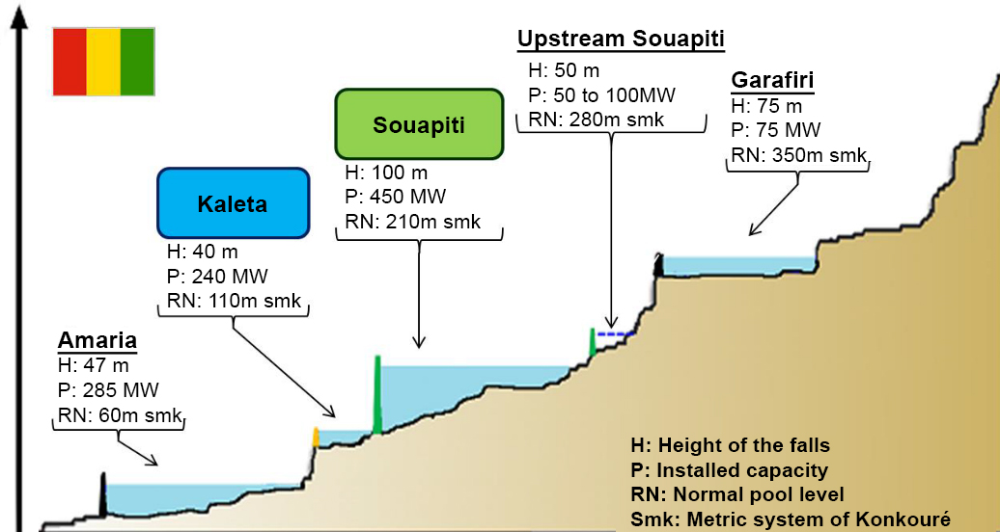 Upstream Souapiti
H: 50 m
P: 50 to 100MW
RN: 280m smk
Garafiri
H: 75 m
P: 75 MW
RN: 350m smk
Souapiti
H: 100 m
P: 450 MW
RN: 210m smk
Kaleta
H: 40 m
P: 240 MW
RN: 110m smk
Amaria
H: 47 m
P: 285 MW
RN: 60m smk
H: Height of the falls
P: Installed capacity
RN: Normal pool level
Smk: Metric system of Konkouré